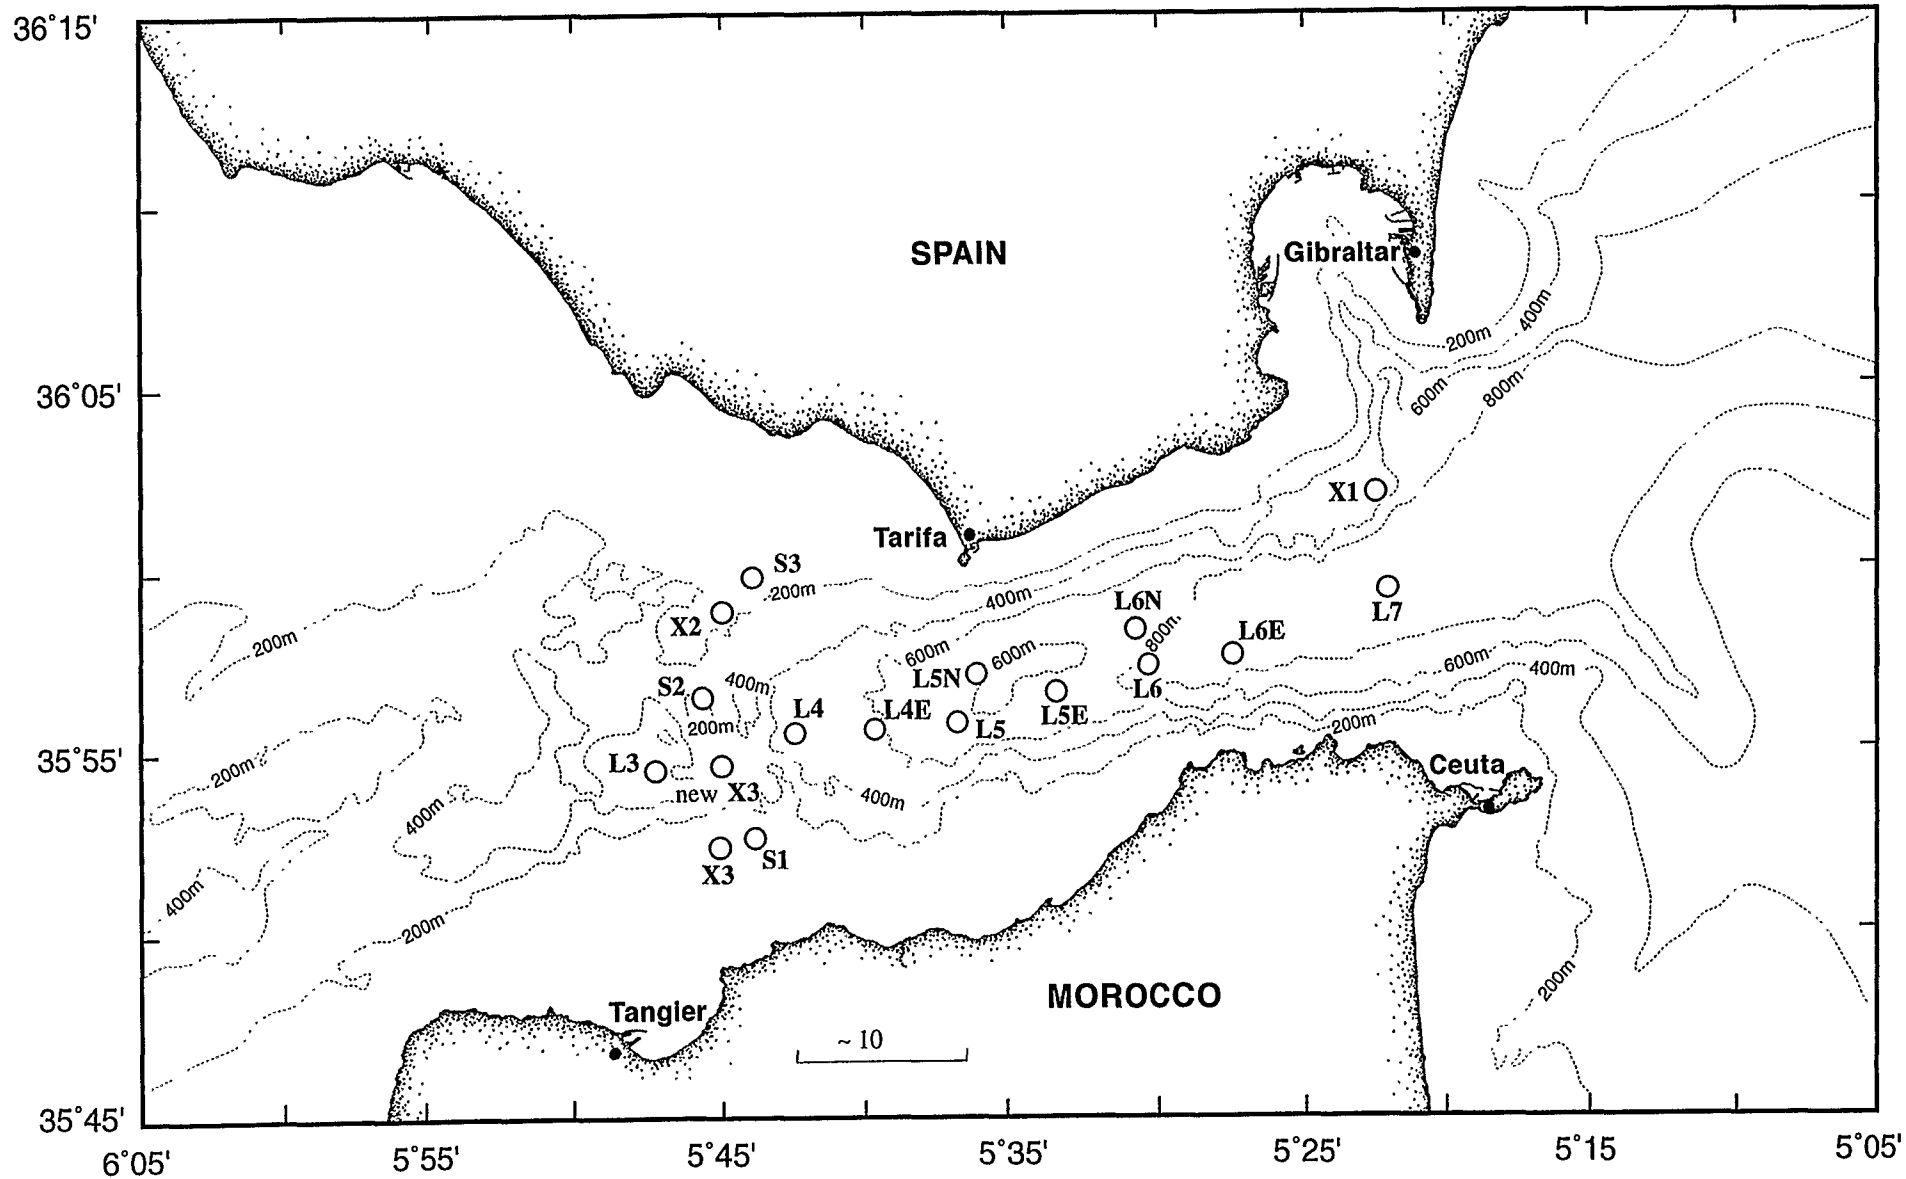 36°15'
SPAIN
Gibraltar
400m
200m
36°05'
600m
800m
X1
Tarifa
S3
200m
400m
L6N
L7
X2
800m
L6E
200m
600m
600m
L5N
600m
400m
S2
400m
L6
L4
L4E
L5E
L5
200m
200m
35°55'
L3
Ceuta
200m
new X3
400m
400m
S1
X3
400m
200m
200m
MOROCCO
Tangier
~ 10
35°45'
6°05'
5°55'
5°45'
5°35'
5°25'
5°15'
5°05'